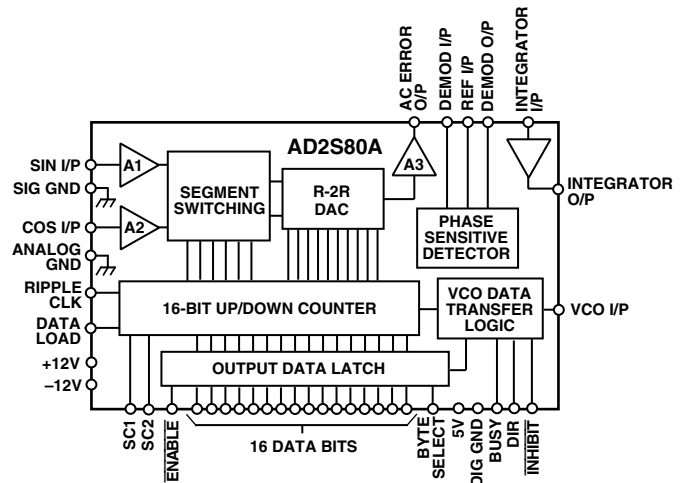 AC ERROR
O/P
DEMOD I/P
REF I/P
DEMOD O/P
INTEGRATOR
I/P
AD2S80A
SIN I/P
A1
SEGMENT
SWITCHING
R-2R
DAC
A3
SIG GND
INTEGRATOR
O/P
COS I/P
A2
PHASE
SENSITIVE
DETECTOR
ANALOG
GND
RIPPLE
CLK
16-BIT UP/DOWN COUNTER
VCO DATA
TRANSFER
LOGIC
VCO I/P
DATA
LOAD
+12V
–12V
OUTPUT DATA LATCH
SC1
SC2
ENABLE
16 DATA BITS
BYTE
SELECT
5V
DIG GND
BUSY
DIR
INHIBIT